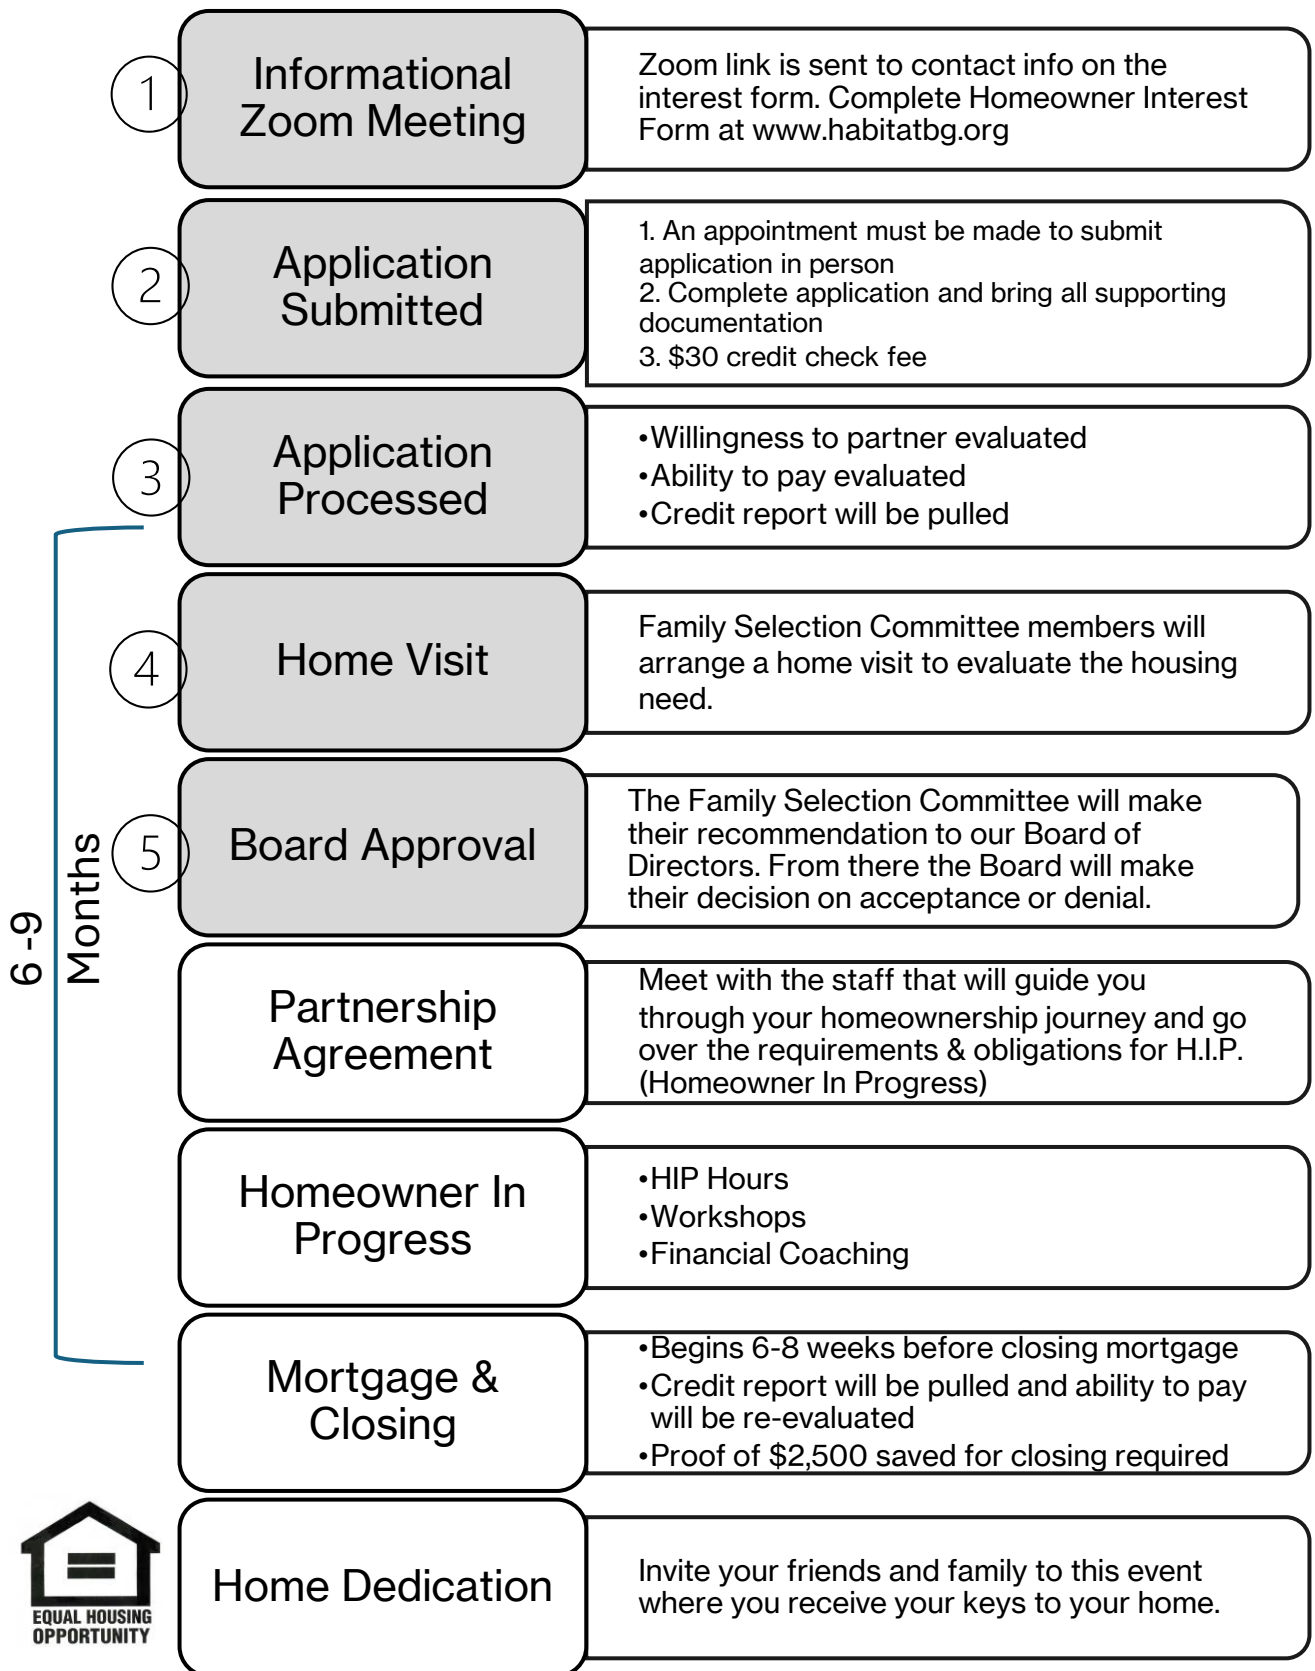 1
Informational
Zoom Meeting
Zoom link is sent to contact info on the
interest form. Complete Homeowner Interest
Form at www.habitatbg.org
2
Application
Submitted
1. An appointment must be made to submit
application in person
2. Complete application and bring all supporting
documentation
3. $30 credit check fee
3
Application
Processed
•Willingness to partner evaluated
•Ability to pay evaluated
•Credit report will be pulled
6 -9
Months
4
Home Visit
Family Selection Committee members will
arrange a home visit to evaluate the housing
need.
5
Board Approval
The Family Selection Committee will make
their recommendation to our Board of
Directors. From there the Board will make
their decision on acceptance or denial.
Partnership
Agreement
Meet with the staff that will guide you
through your homeownership journey and go
over the requirements & obligations for H.I.P.
(Homeowner In Progress)
Homeowner In
Progress
•HIP Hours
•Workshops
•Financial Coaching
Mortgage &
Closing
•Begins 6-8 weeks before closing mortgage
•Credit report will be pulled and ability to pay
will be re-evaluated
•Proof of $2,500 saved for closing required
EQUAL HOUSING
OPPORTUNITY
Home Dedication
Invite your friends and family to this event
where you receive your keys to your home.